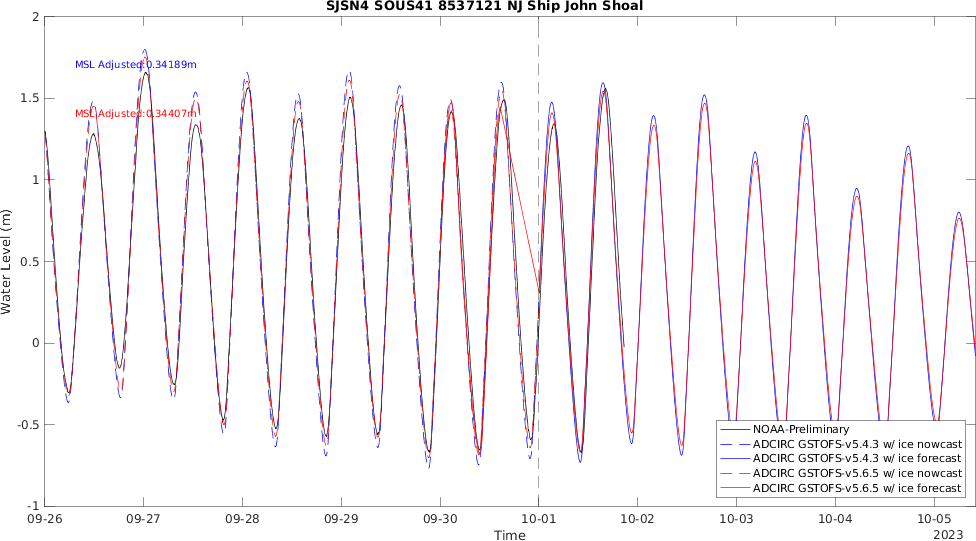 SJSN4 SOUS41 8537121 NJ Ship John Shoal
2
1.5
1
0.5
0
-0.5
-1
Water Level (m)
MSL Adjusted:0.34189m
MSL Adjusted:0.34407m
NOAA-Preliminary
ADCIRC GSTOFS-v5.4.3 w/ ice nowcast
ADCIRC GSTOFS-v5.4.3 w/ ice forecast
ADCIRC GSTOFS-v5.6.5 w/ ice nowcast
ADCIRC GSTOFS-v5.6.5 w/ ice forecast
09-26 09-27 09-28 09-29 09-30 10-01 10-02 10-03 10-04 10-05
Time
2023